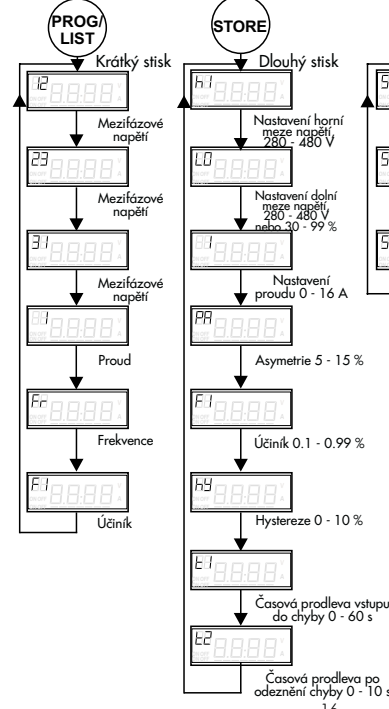 PROG/
LIST
Krátký stisk
12
Mezifázové
napětí
23
Mezifázové
napětí
31
Mezifázové
napětí
1
Proud
Fr
Frekvence
F1
Účiník
STORE
Dlouhý stisk
h1
Nastavení horní
meze napětí,
280 - 480 V
LO
Nastavení dolní
meze napětí,
280 - 480 V
nebo 30 - 99 %
1
Nastavení
proudu 0 - 16 A
PA
Asymetrie 5 - 15 %
F1
Účiník 0.1 - 0.99 %
hy
Hystereze 0 - 10 %
t1
Časová prodleva vstupu
do chyby 0 - 60 s
t2
Časová prodleva po
odeznění chyby 0 - 10 s
16
S
S
S